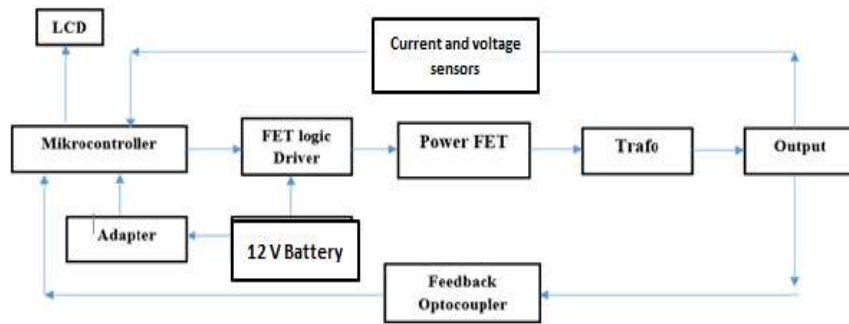 LCD
Current and voltage
sensors
Mikrocontroller
FET logic
Driver
Power FET
Trafo
Output
Adapter
12 V Battery
Feedback
Optocoupler